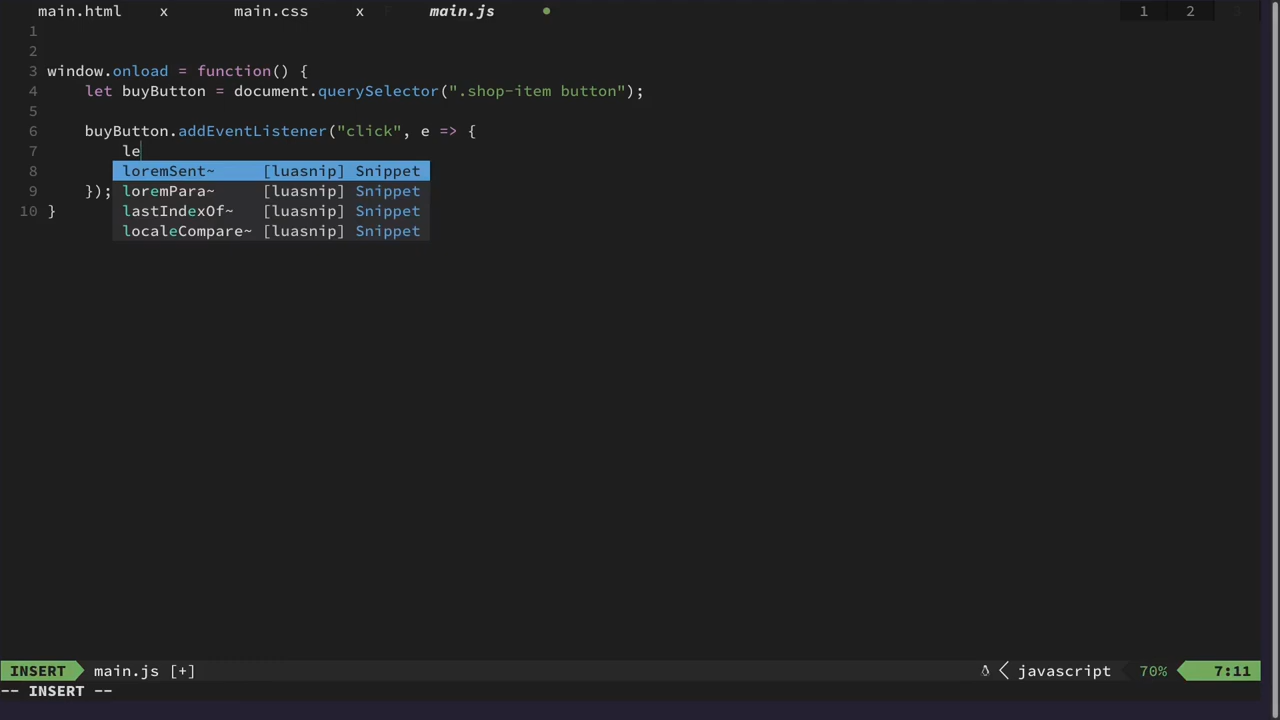 main.html x main.css x main.js ● 1 2
1
2
3 window.onload = function() {
4 let buyButton = document.querySelector(".shop-item button");
5
6 buyButton.addEventListener("click", e => {
7 le
8 loremSent~ [luasnip] Snippet
9 }); loremPara~ [luasnip] Snippet
10 } lastIndexOf~ [luasnip] Snippet
localeCompare~ [luasnip] Snippet
INSERT main.js [+] javascript 70% 7:11
-- INSERT --